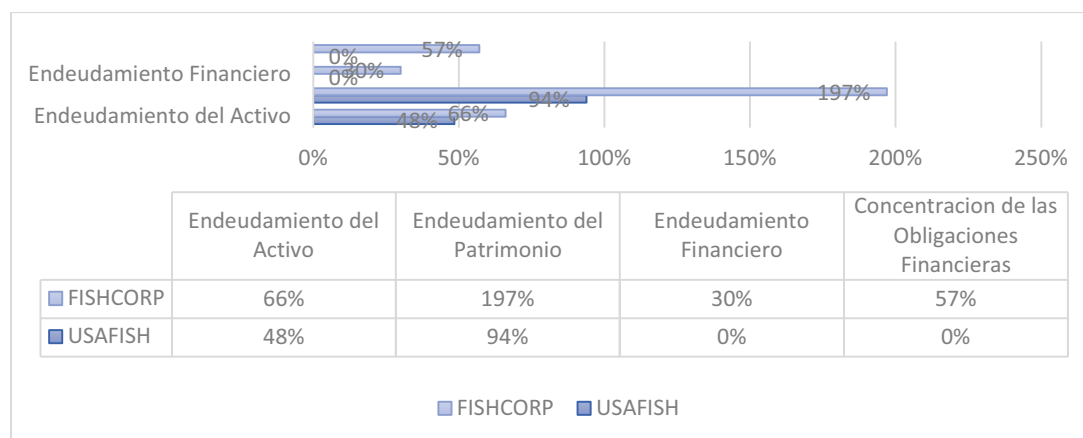 57%
0%
Endeudamiento Financiero
30%
0%
197%
94%
Endeudamiento del Activo
66%
48%
0% 50% 100% 150% 200% 250%
Endeudamiento del Activo
Endeudamiento del Patrimonio
Endeudamiento Financiero
Concentracion de las Obligaciones Financieras
FISHCORP 66% 197% 30% 57%
USAFISH 48% 94% 0% 0%
FISHCORP USAFISH